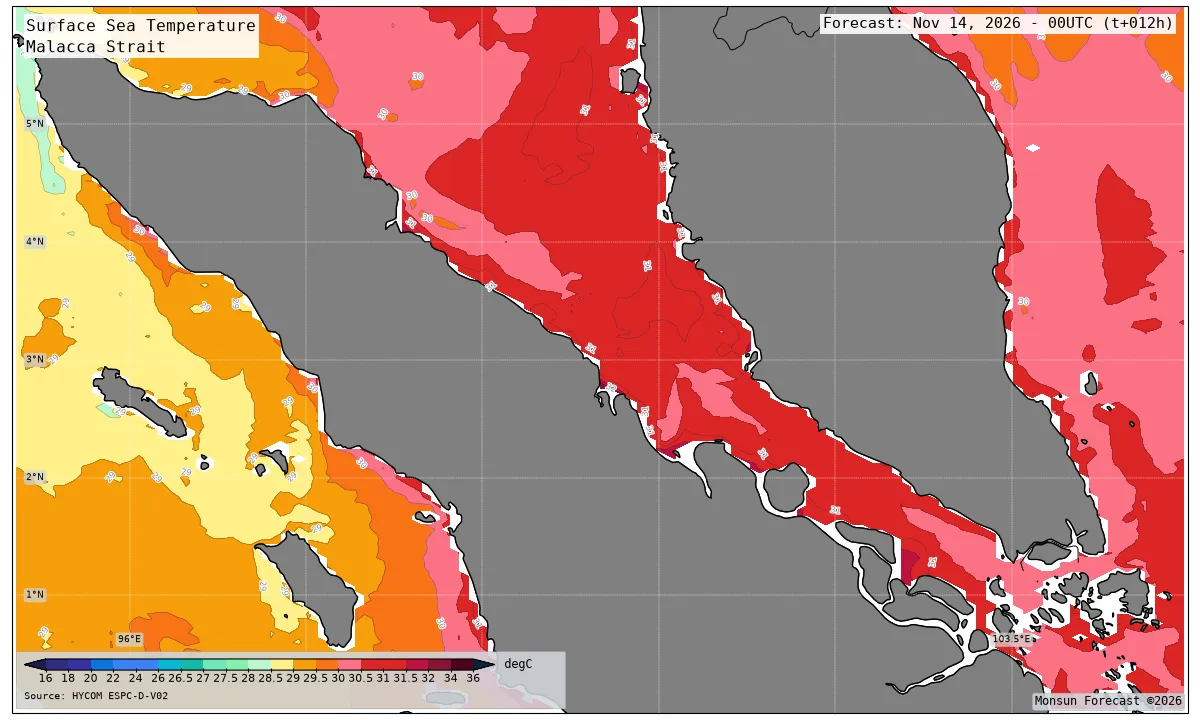 Surface Sea Temperature
Malacca Strait
Forecast: Nov 14, 2026 - 00UTC (t+012h)
5°N
4°N
3°N
2°N
1°N
96°E
103.5°E
degC
16 18 20 22 24 26 26.5 27 27.5 28 28.5 29 29.5 30 30.5 31 31.5 32 34 36
Source: HYCOM ESPC-D-V02
Monsun Forecast ©2026